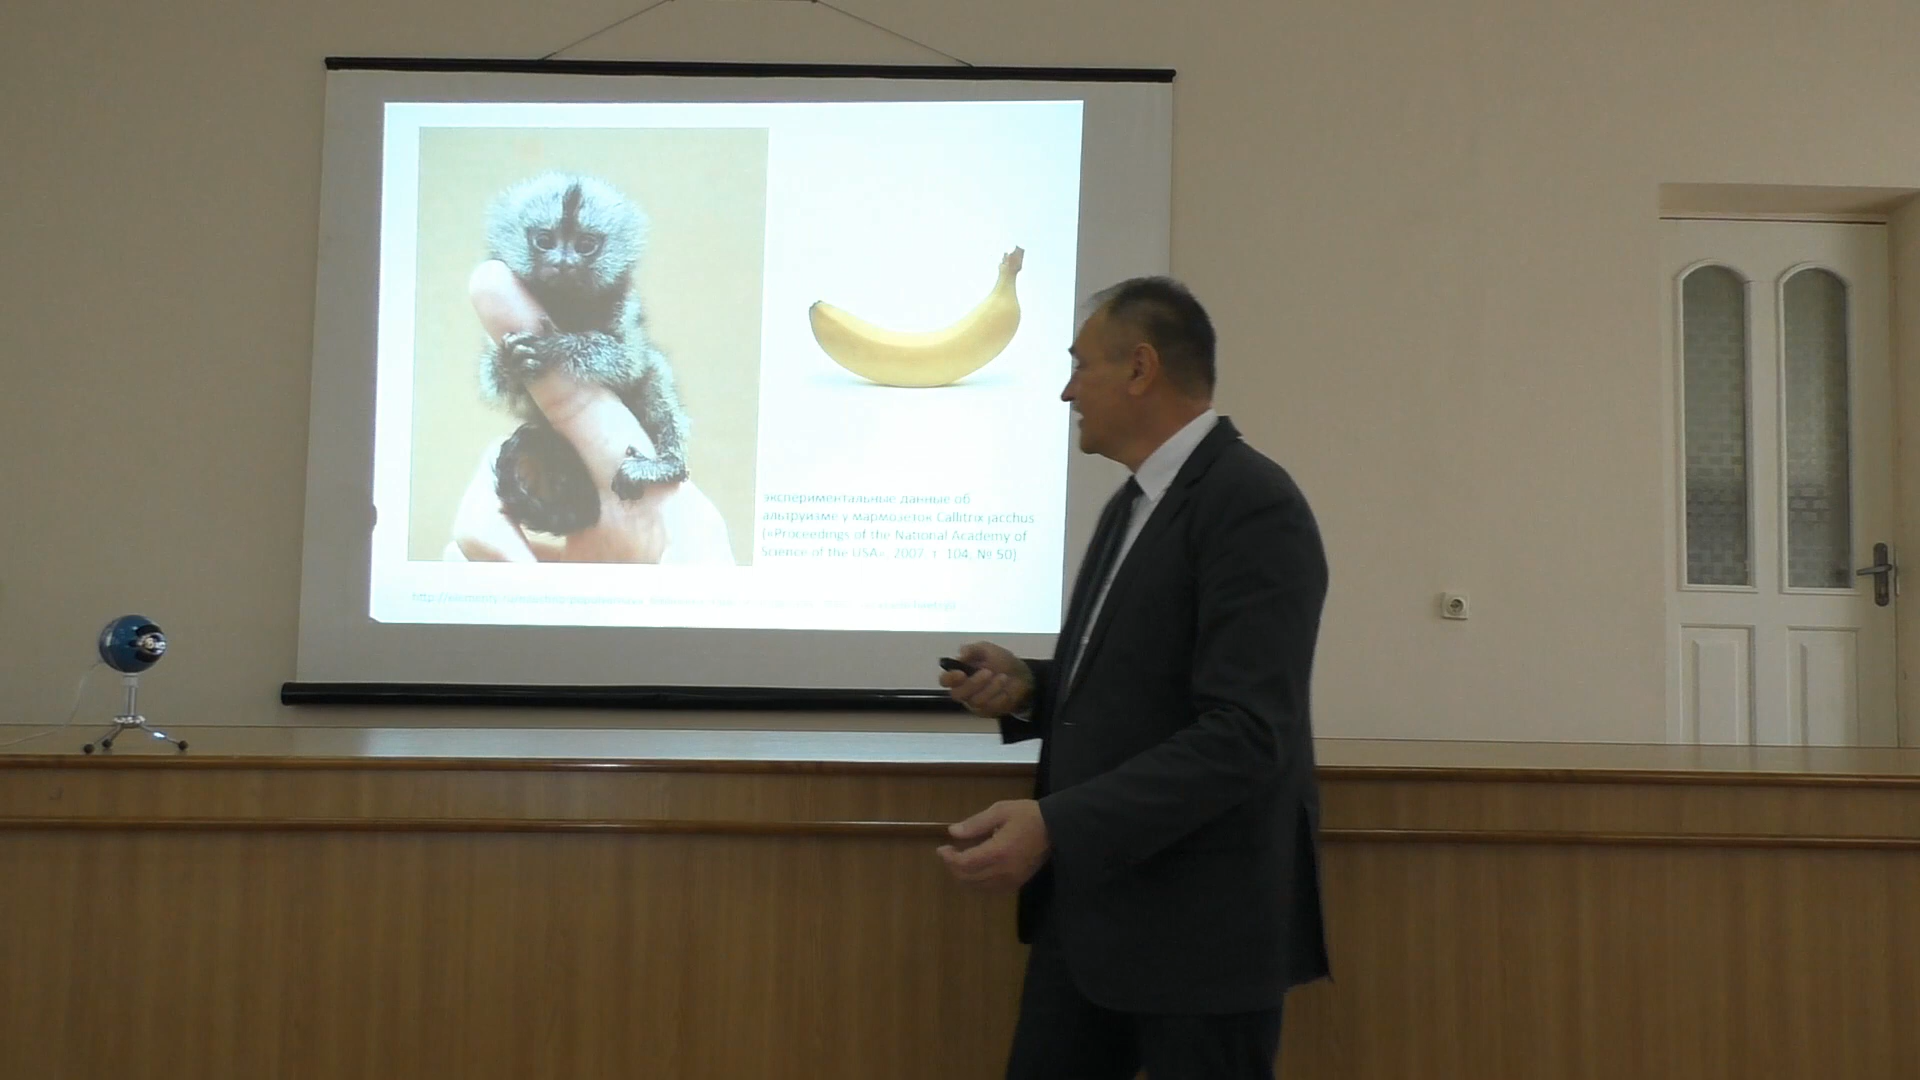 экспериментальные данные об
альтруизме у мармозеток Callitrix jacchus
(«Proceedings of the National Academy of
Science of the USA», 2007, т. 104, № 50)